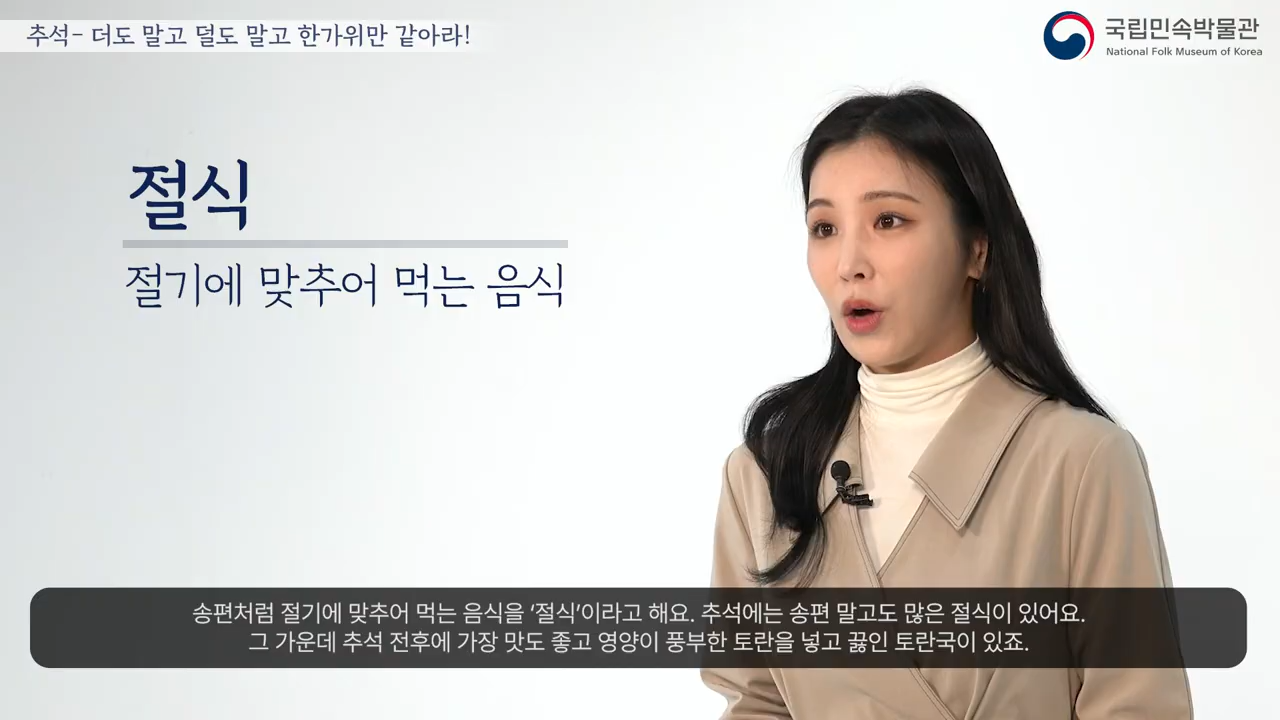 추석- 더도 말고 덜도 말고 한가위만 같아라!
국립민속박물관
National Folk Museum of Korea
절식
절기에 맞추어 먹는 음식
송편처럼 절기에 맞추어 먹는 음식을 '절식'이라고 해요. 추석에는 송편 말고도 많은 절식이 있어요.
그 가운데 추석 전후에 가장 맛도 좋고 영양이 풍부한 토란을 넣고 끓인 토란국이 있죠.